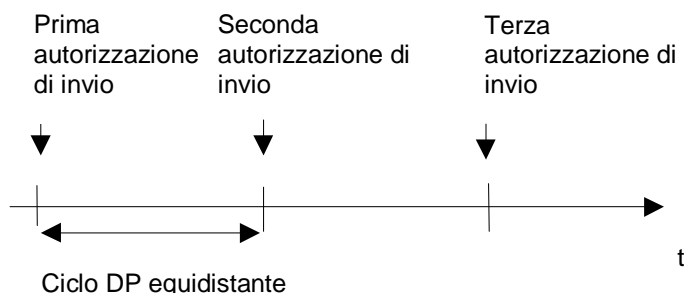 Prima
autorizzazione
di invio
Seconda
autorizzazione di
invio
Terza
autorizzazione di
invio
t
Ciclo DP equidistante